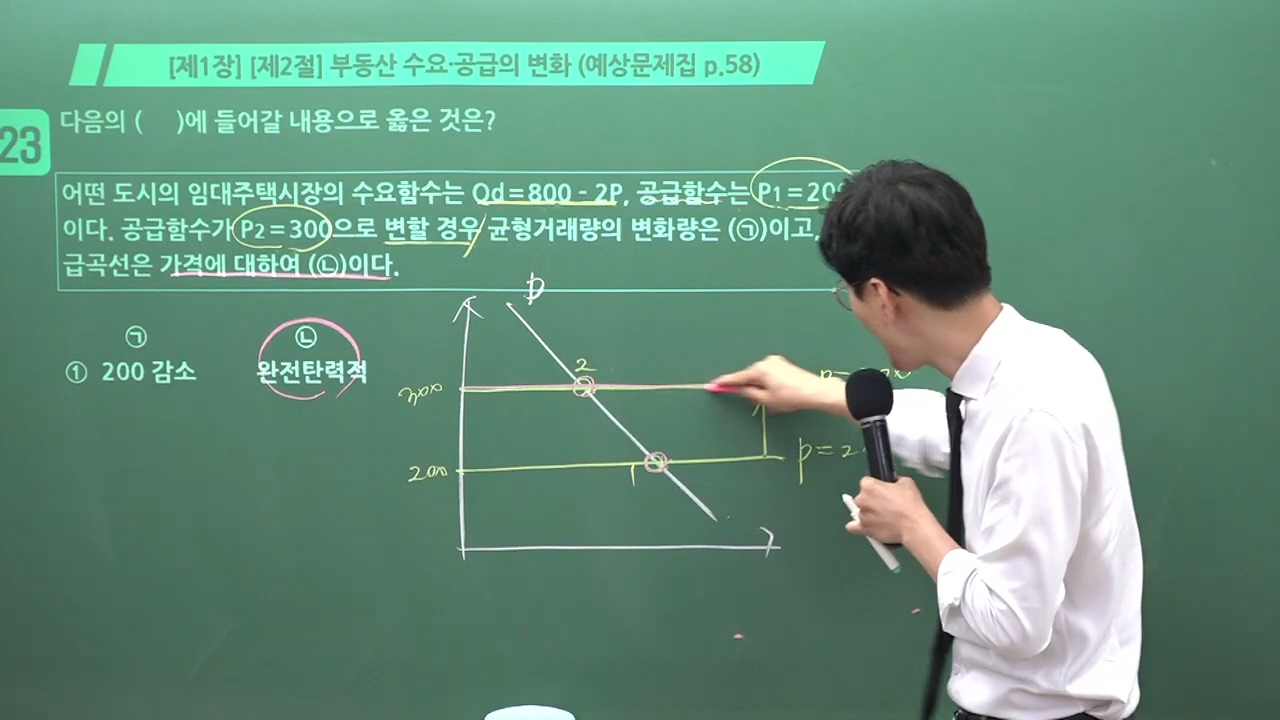 [제1장] [제2절] 부동산 수요·공급의 변화 (예상문제집 p.58)
23
다음의 ( )에 들어갈 내용으로 옳은 것은?
어떤 도시의 임대주택시장의 수요함수는 Qd=800-2P, 공급함수는 P1=200
이다. 공급함수가 P2=300으로 변할 경우 균형거래량의 변화량은 (㉠)이고,
급곡선은 가격에 대하여 (㉡)이다.
㉠ ㉡
① 200 감소 완전탄력적
D
2
300
200
1
P=2